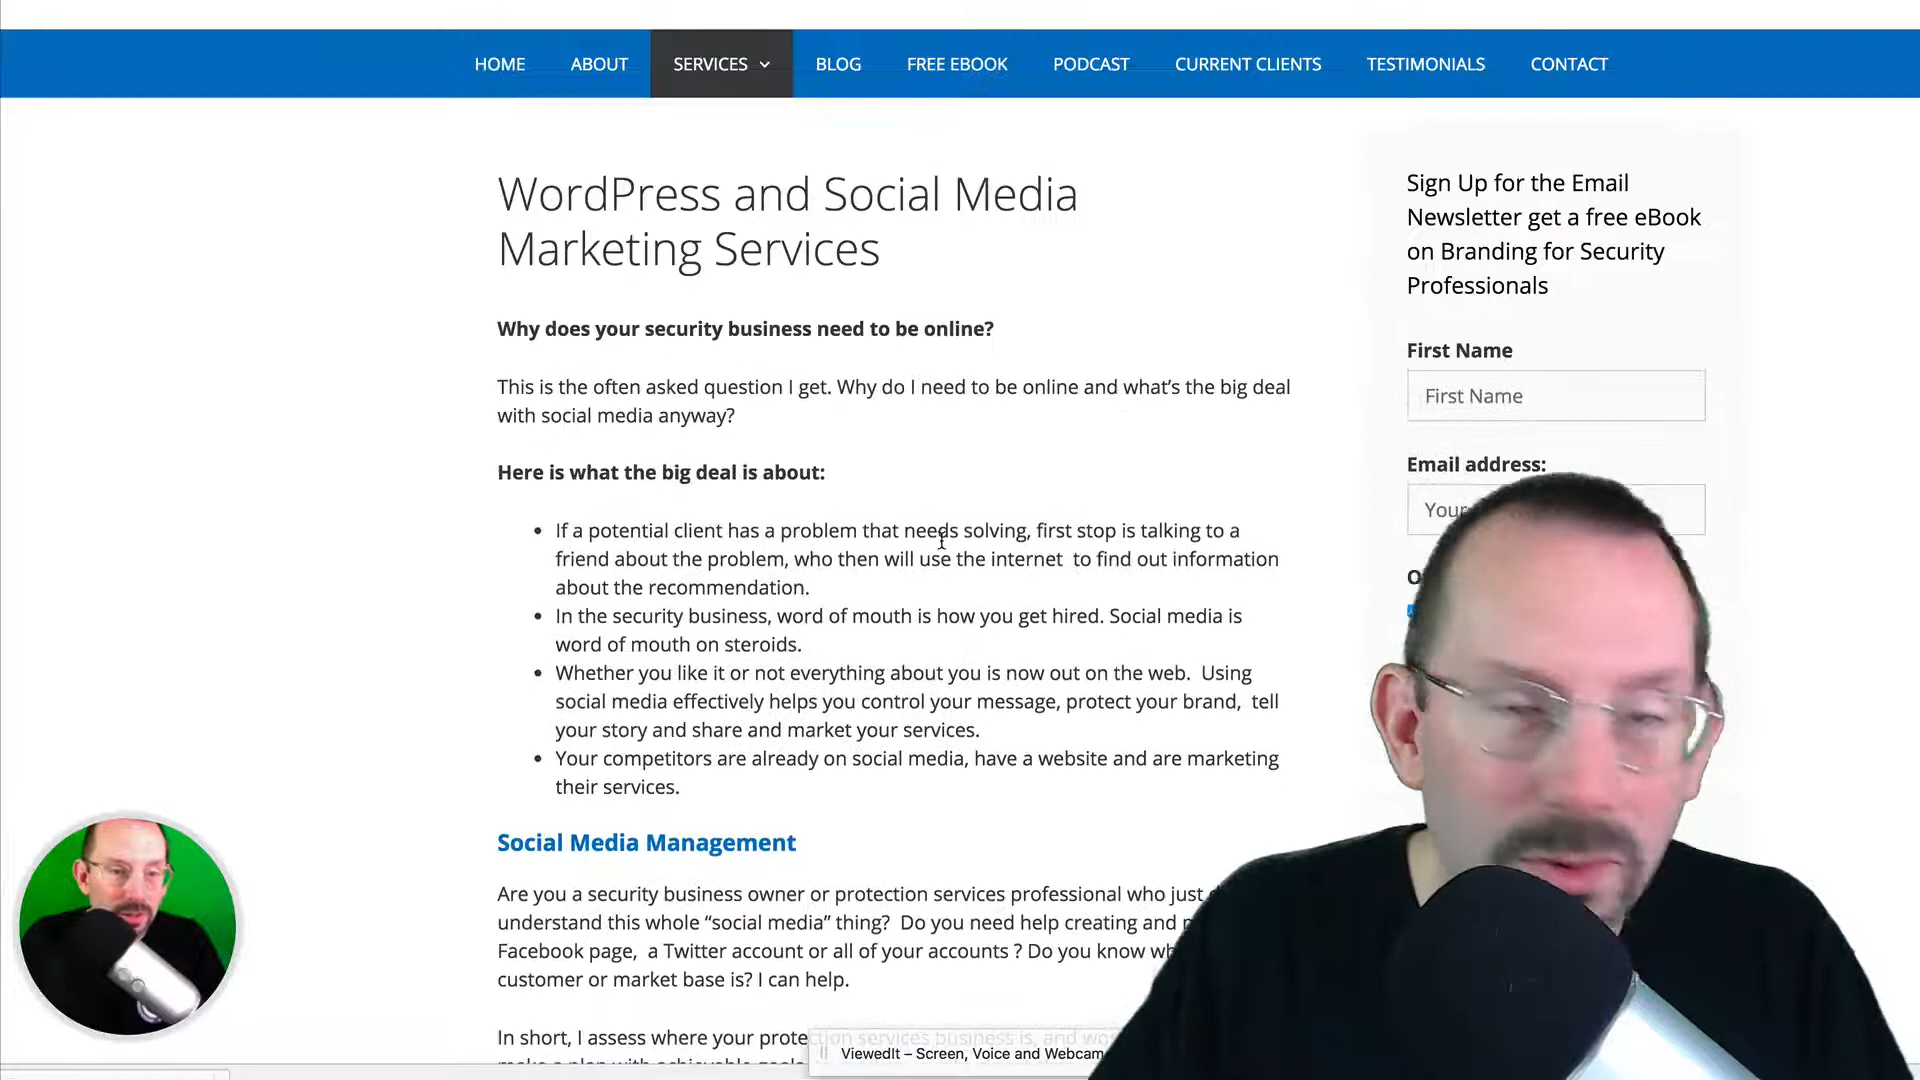 HOME ABOUT SERVICES BLOG FREE EBOOK PODCAST CURRENT CLIENTS TESTIMONIALS CONTACT
WordPress and Social Media
Marketing Services
Why does your security business need to be online?
This is the often asked question I get. Why do I need to be online and what's the big deal
with social media anyway?
Here is what the big deal is about:
• If a potential client has a problem that needs solving, first stop is talking to a
friend about the problem, who then will use the internet to find out information
about the recommendation.
• In the security business, word of mouth is how you get hired. Social media is
word of mouth on steroids.
• Whether you like it or not everything about you is now out on the web. Using
social media effectively helps you control your message, protect your brand, tell
your story and share and market your services.
• Your competitors are already on social media, have a website and are marketing
their services.
Social Media Management
Are you a security business owner or protection services professional who just
understand this whole “social media” thing? Do you need help creating and
Facebook page, a Twitter account or all of your accounts ? Do you know
customer or market base is? I can help.
In short, I assess where your protection services business is, and
ViewedIt – Screen, Voice and Webcam
Sign Up for the Email
Newsletter get a free eBook
on Branding for Security
Professionals
First Name
First Name
Email address:
Your